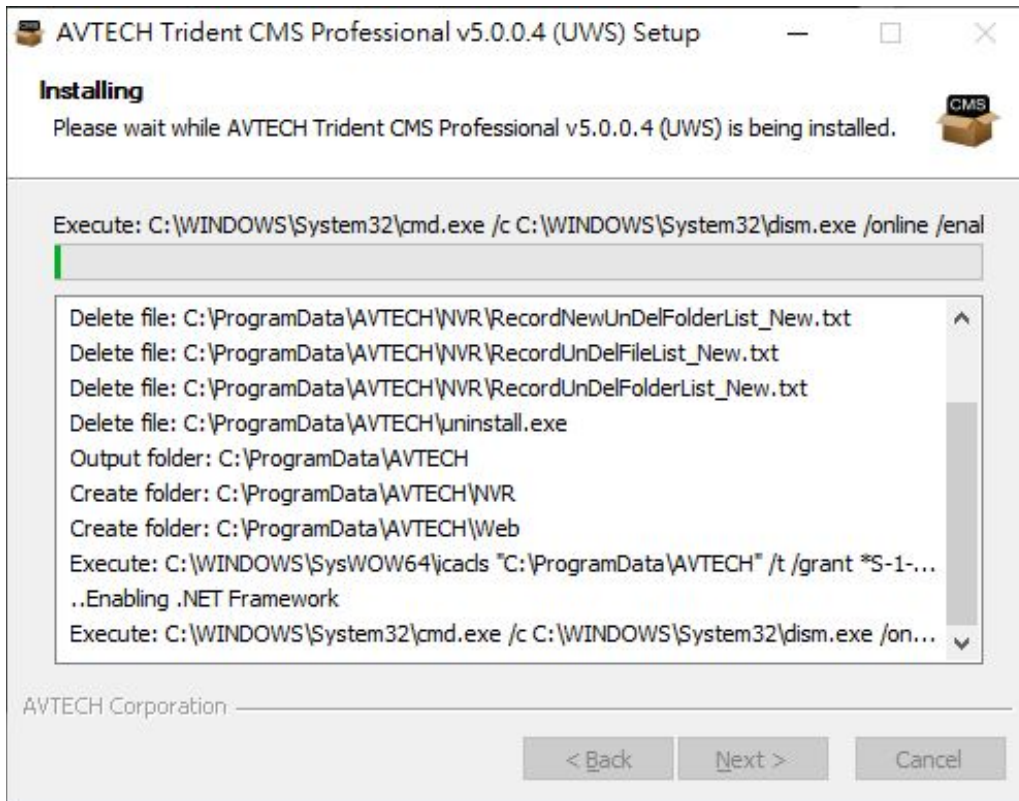 AVTECH Trident CMS Professional v5.0.0.4 (UWS) Setup
Installing
Please wait while AVTECH Trident CMS Professional v5.0.0.4 (UWS) is being installed.
CMS
Execute: C:\WINDOWS\System32\cmd.exe /c C:\WINDOWS\System32\dism.exe /online /enal
Delete file: C:\ProgramData\AVTECH\NVR\RecordNewUnDelFolderList_New.txt
Delete file: C:\ProgramData\AVTECH\NVR\RecordUnDelFileList_New.txt
Delete file: C:\ProgramData\AVTECH\NVR\RecordUnDelFolderList_New.txt
Delete file: C:\ProgramData\AVTECH\uninstall.exe
Output folder: C:\ProgramData\AVTECH
Create folder: C:\ProgramData\AVTECH\NVR
Create folder: C:\ProgramData\AVTECH\Web
Execute: C:\WINDOWS\SysWOW64\icacls "C:\ProgramData\AVTECH" /t /grant *S-1-...
..Enabling .NET Framework
Execute: C:\WINDOWS\System32\cmd.exe /c C:\WINDOWS\System32\dism.exe /on...
AVTECH Corporation
< Back Next > Cancel